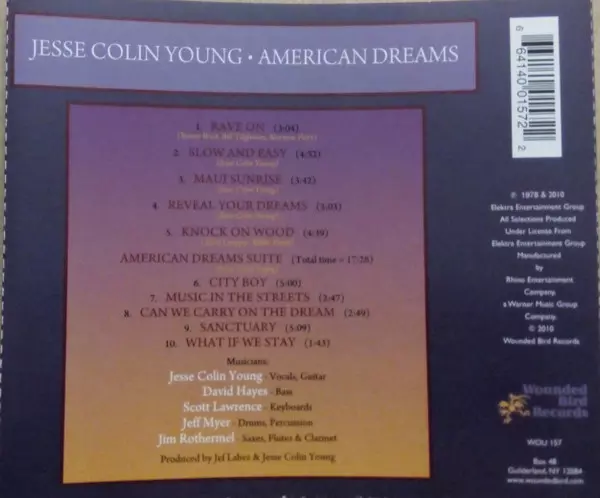 JESSE COLIN YOUNG • AMERICAN DREAMS
1. RAVE ON (3:04)
2. SLOW AND EASY (4:52)
3. MAUI SUNRISE (3:42)
4. REVEAL YOUR DREAMS (5:03)
5. KNOCK ON WOOD (4:39)
AMERICAN DREAMS SUITE (Total time = 17:28)
6. CITY BOY (5:00)
7. MUSIC IN THE STREETS (2:47)
8. CAN WE CARRY ON THE DREAM (2:49)
9. SANCTUARY (5:09)
10. WHAT IF WE STAY (1:43)
Musicians:
Jesse Colin Young - Vocals, Guitar
David Hayes - Bass
Scott Lawrence - Keyboards
Jeff Myer - Drums, Percussion
Jim Rothermel - Saxes, Flutes & Clarinet
Produced by Jef Labes & Jesse Colin Young
6 64140 01572 2
℗ 1978 & 2010
Elektra Entertainment Group
All Selections Produced
Under License From
Elektra Entertainment Group
Manufactured
by
Rhino Entertainment
Company,
a Warner Music Group
Company.
© 2010
Wounded Bird Records
Wounded
Bird
Records
WOU 157
Box 48
Guilderland, NY 12084
www.woundedbird.com